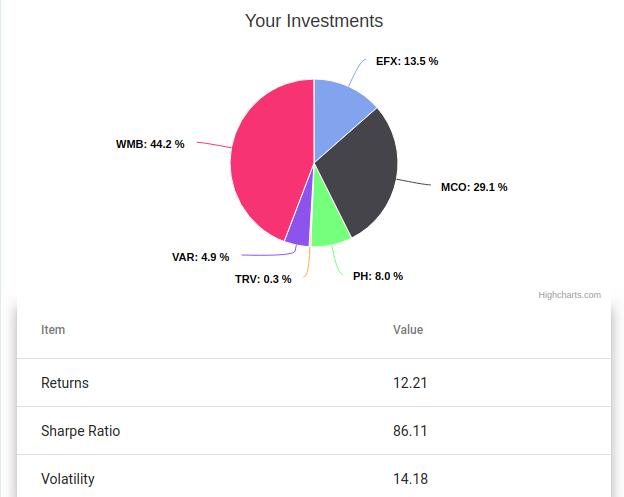 Your Investments
EFX: 13.5 %
WMB: 44.2 %
MCO: 29.1 %
VAR: 4.9 %
TRV: 0.3 %
PH: 8.0 %
Highcharts.com
Item Value
Returns 12.21
Sharpe Ratio 86.11
Volatility 14.18